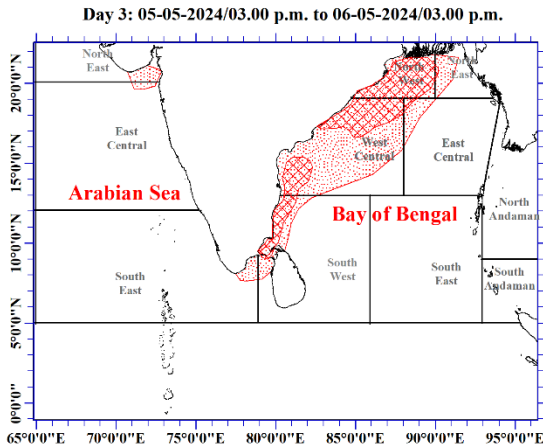 Day 3: 05-05-2024/03.00 p.m. to 06-05-2024/03.00 p.m.
North
East
North
West
North
East
20°0'0"N
East
Central
West
Central
East
Central
15°0'0"N
Arabian Sea
Bay of Bengal
North
Andaman
10°0'0"N
South
East
South
West
South
East
South
Andaman
5°0'0"N
0°0'0"
65°0'0"E
70°0'0"E
75°0'0"E
80°0'0"E
85°0'0"E
90°0'0"E
95°0'0"E